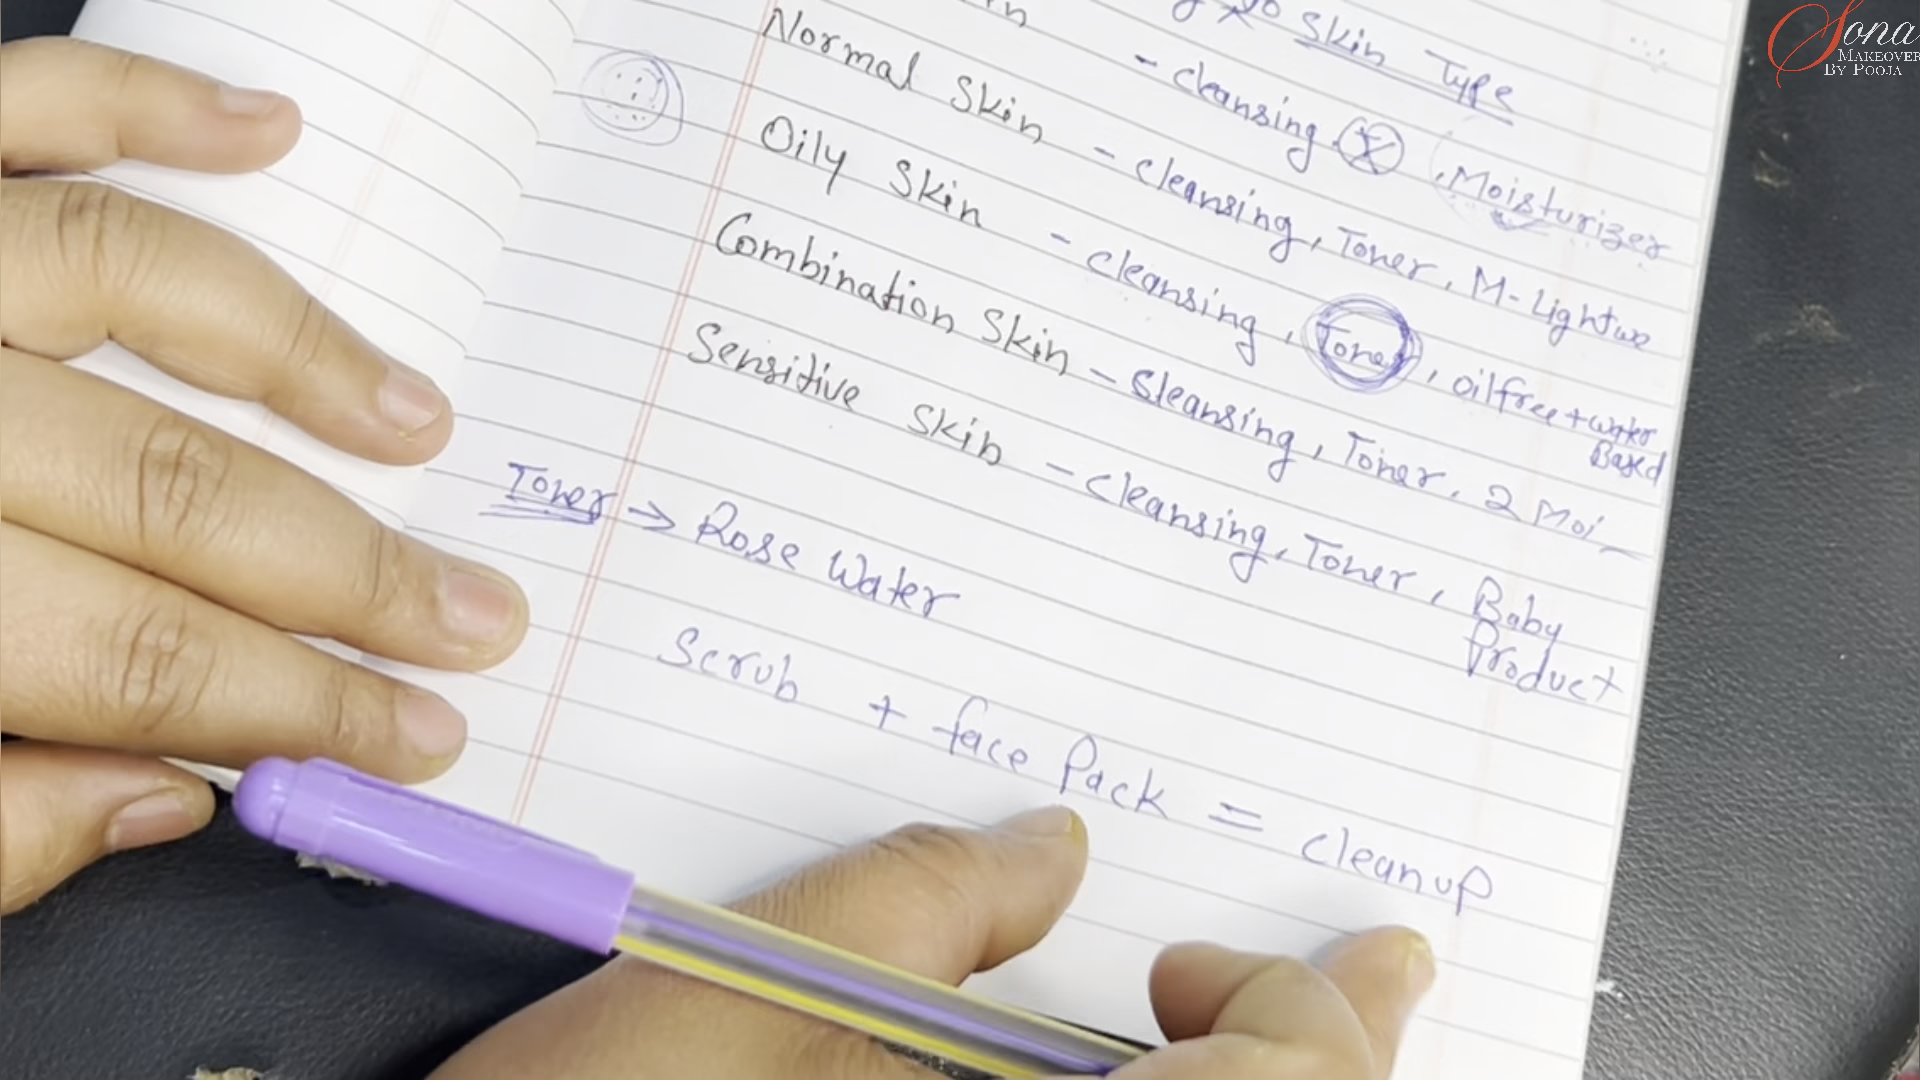 Skin Type
in - cleansing X, Moisturizer
Normal Skin - cleansing, Toner, M-Lightwe
Oily Skin - cleansing, Toner, oilfree + water Based
Combination Skin - Sleansing, Toner, 2 Moi
Sensitive Skin - cleansing, Toner, Baby Product
Toner → Rose Water
Scrub + face Pack = cleanup
Sona
MAKEOVER
BY POOJA